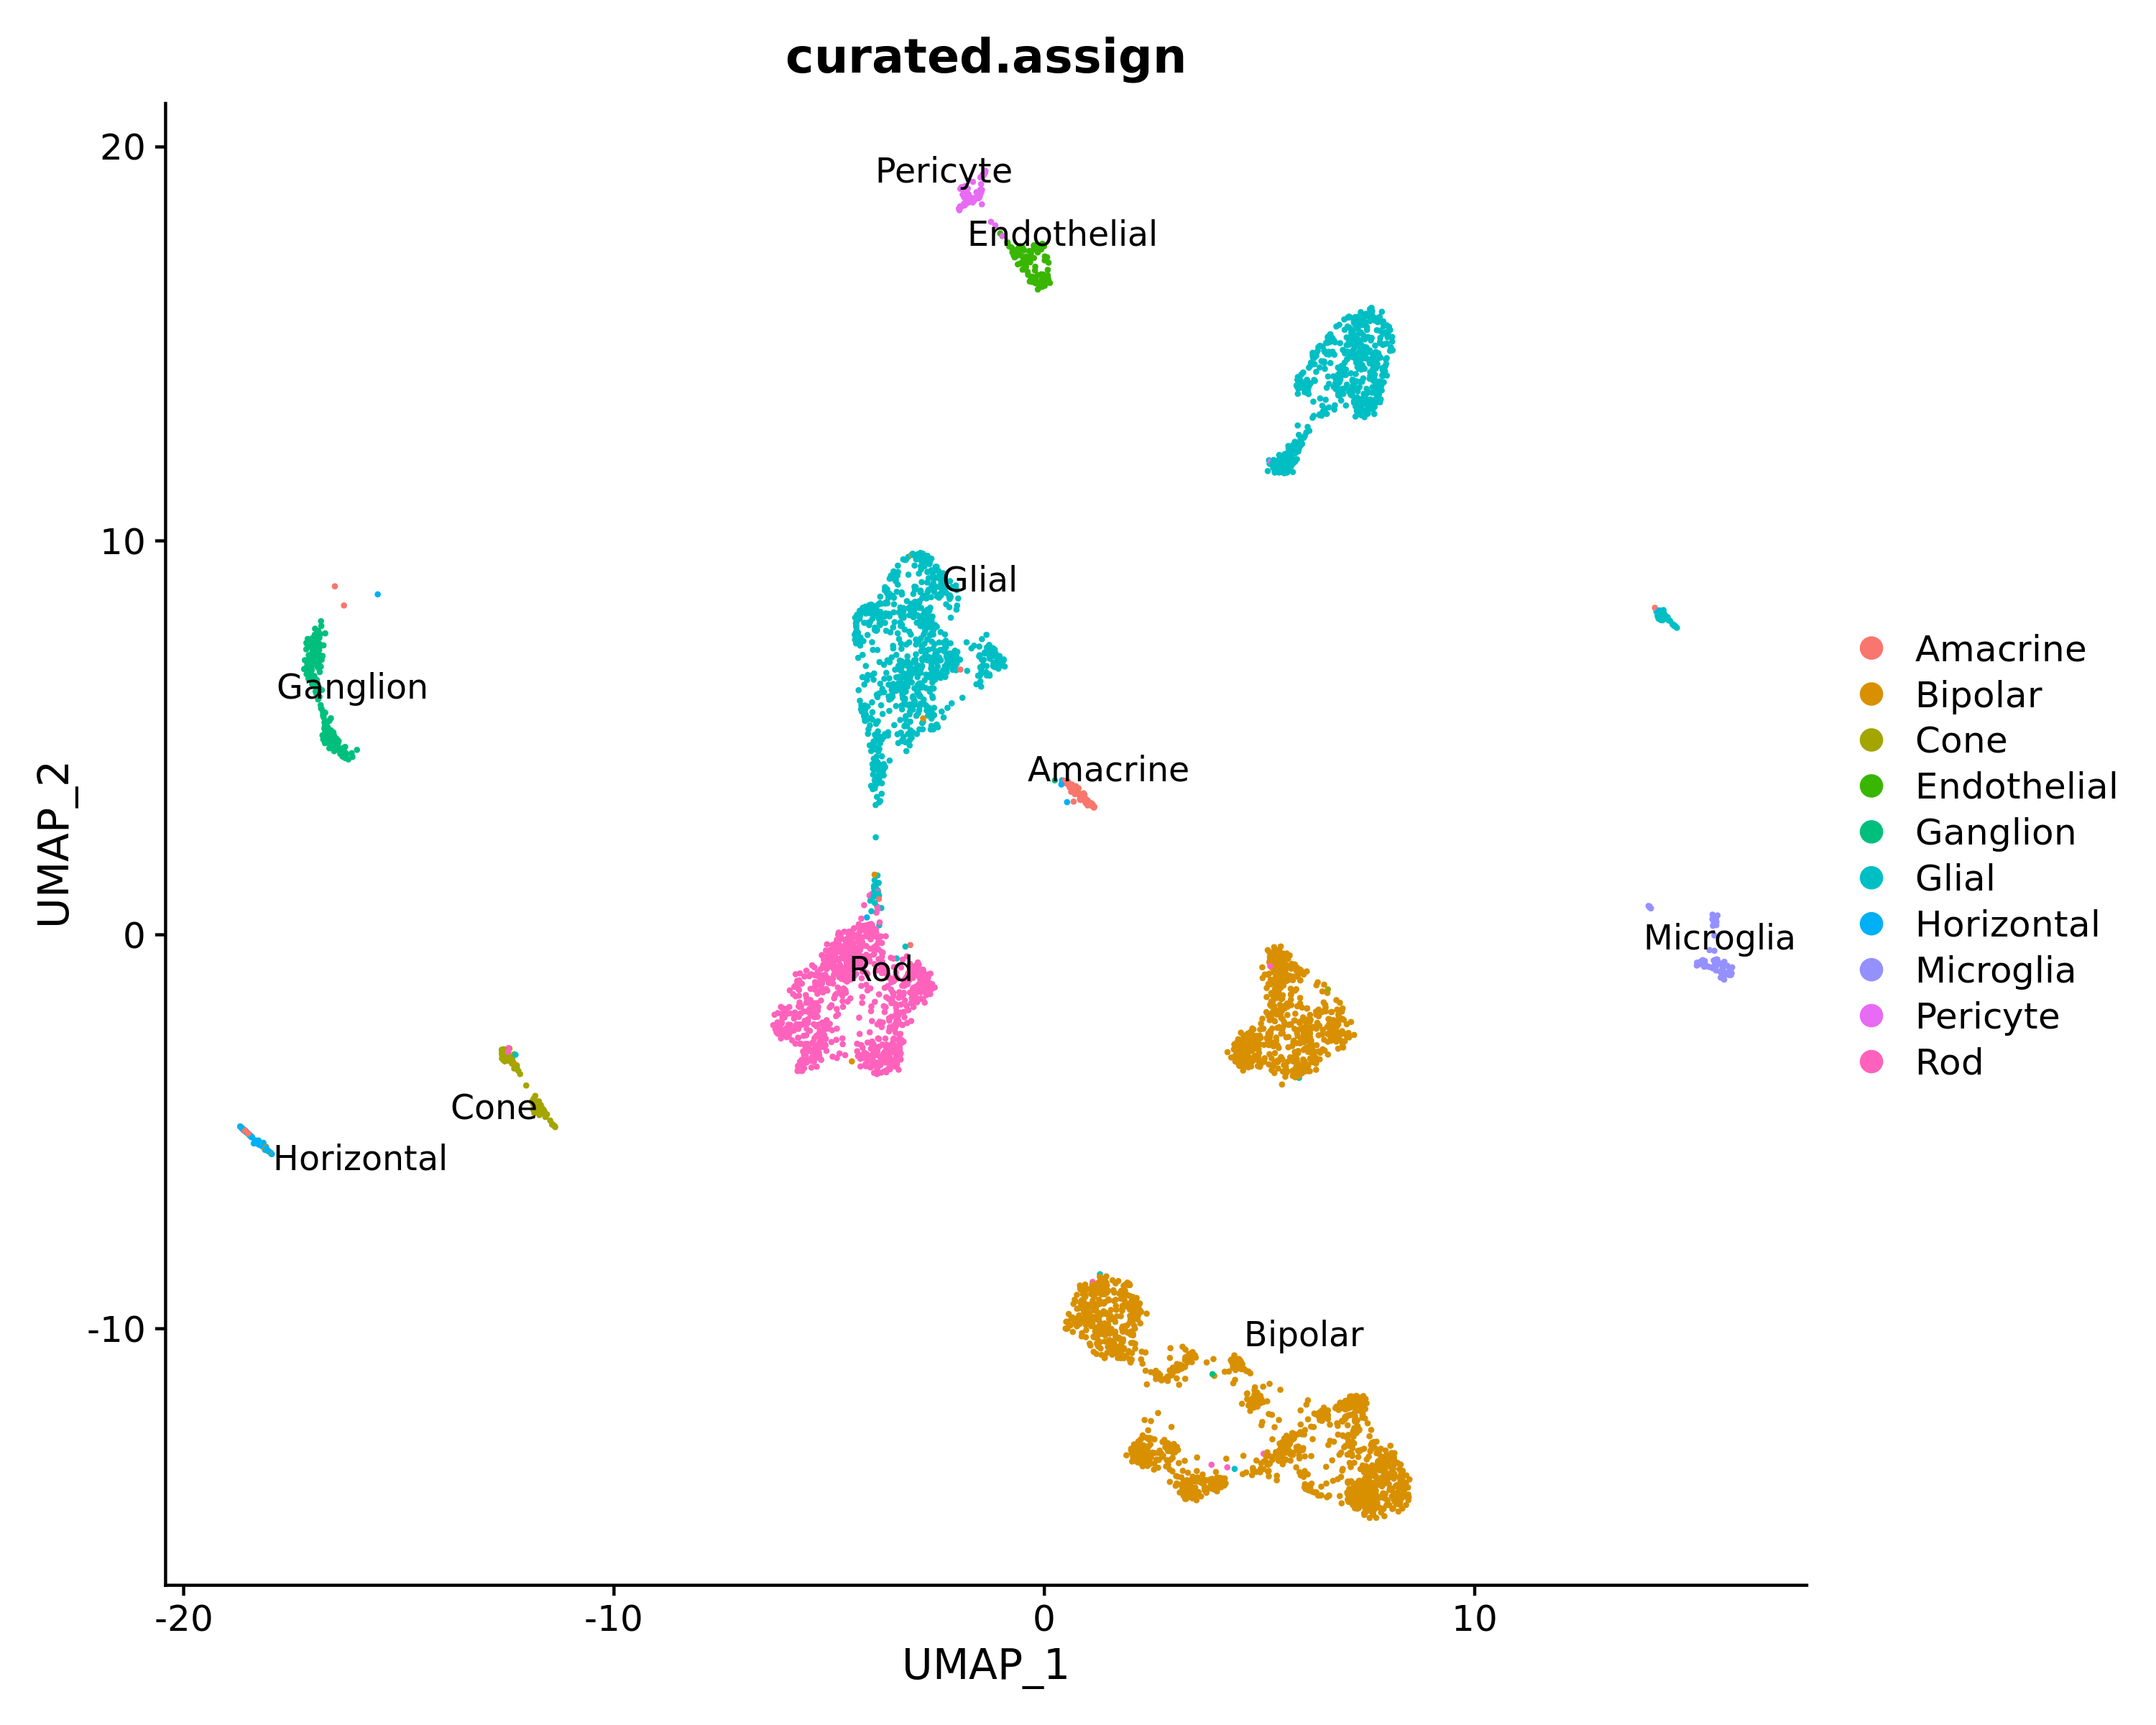 curated.assign
20
10
0
-10
UMAP_2
-20
-10
0
10
UMAP_1
Pericyte
Endothelial
Glial
Ganglion
Amacrine
Microglia
Rod
Cone
Horizontal
Bipolar
Amacrine
Bipolar
Cone
Endothelial
Ganglion
Glial
Horizontal
Microglia
Pericyte
Rod